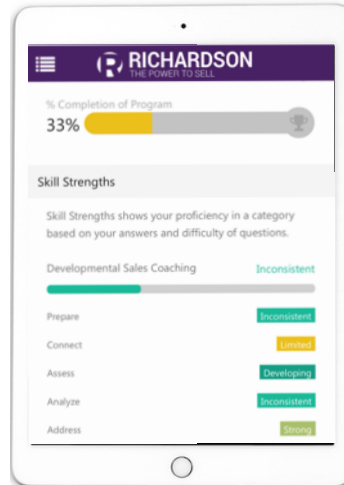 RICHARDSON
THE POWER TO SELL
% Completion of Program
33%
Skill Strengths
Skill Strengths shows your proficiency in a category
based on your answers and difficulty of questions.
Developmental Sales Coaching Inconsistent
Prepare Inconsistent
Connect Limited
Assess Developing
Analyze Inconsistent
Address Strong